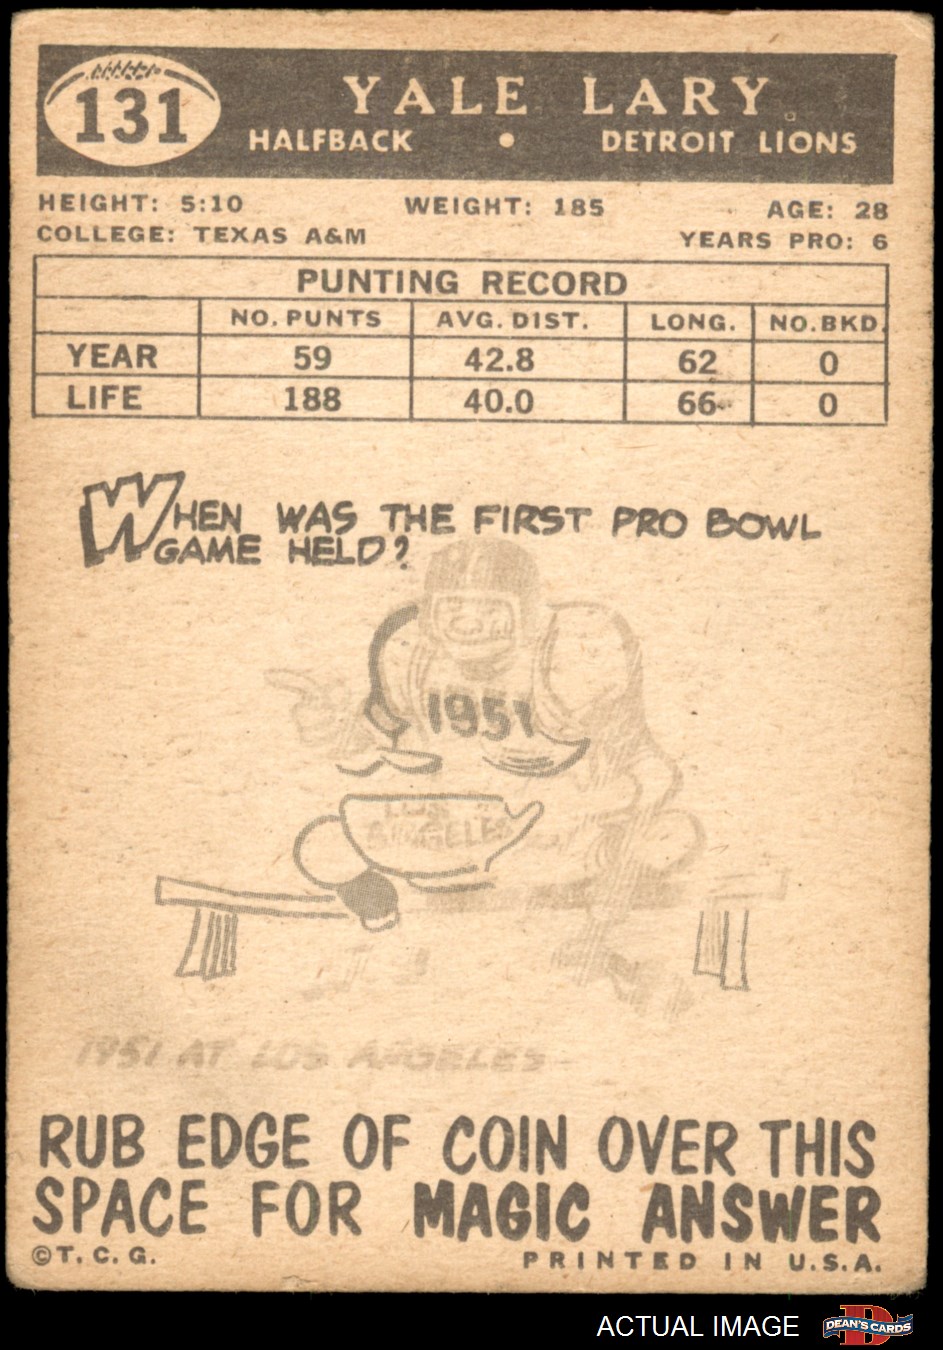 131
YALE LARY
HALFBACK • DETROIT LIONS
HEIGHT: 5:10 WEIGHT: 185 AGE: 28
COLLEGE: TEXAS A&M YEARS PRO: 6
PUNTING RECORD
NO. PUNTS AVG. DIST. LONG. NO. BKD.
YEAR 59 42.8 62 0
LIFE 188 40.0 66 0
WHEN WAS THE FIRST PRO BOWL
GAME HELD?
1951
LOS
ANGELES
1951 AT LOS ANGELES
RUB EDGE OF COIN OVER THIS
SPACE FOR MAGIC ANSWER
©T. C. G. PRINTED IN U.S.A.
ACTUAL IMAGE D DEAN'S CARDS